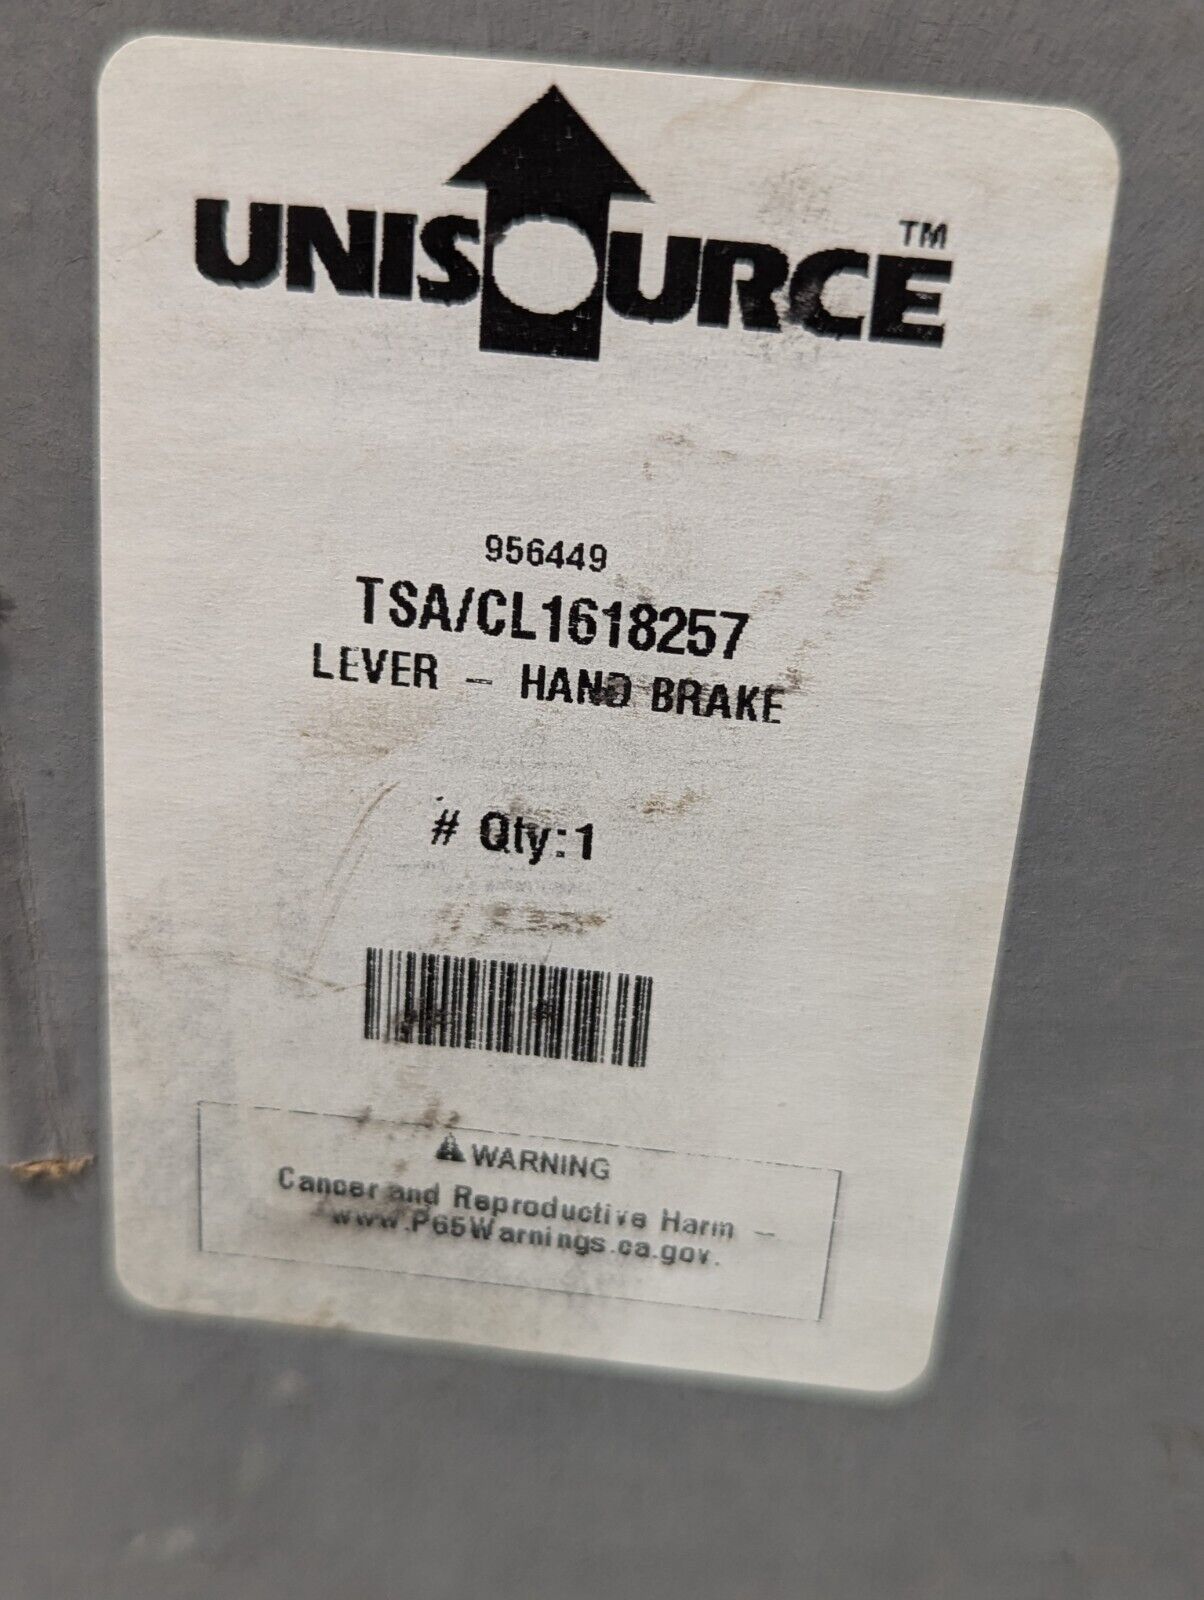 UNISOURCE™
956449
TSA/CL1618257
LEVER - HAND BRAKE
# Qty:1
⚠ WARNING
Cancer and Reproductive Harm -
www.P65Warnings.ca.gov.